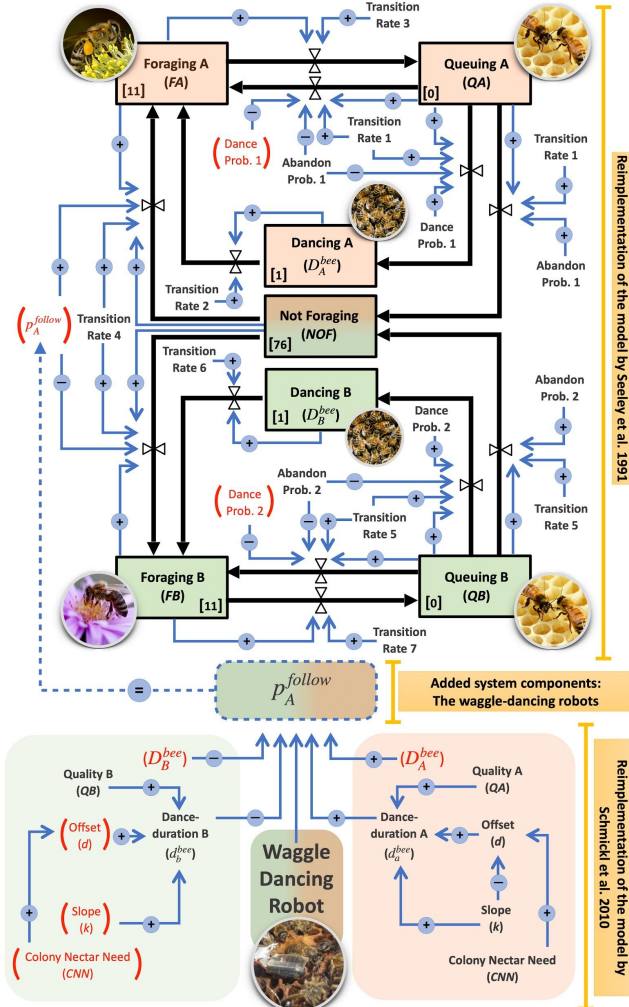 Transition
Rate 3
Foraging A
(FA)
[11]
Queuing A
(QA)
[0]
+
+
−
+
−
+
(Dance
Prob. 1)
Transition
Rate 1
+
+
Abandon
Prob. 1
−
+
Dance
Prob. 1
Transition
Rate 1
+
+
Abandon
Prob. 1
+
Dancing A
(D_A^bee)
[1]
+
+
Transition
Rate 2
+
+
+
(p_A^follow)
Transition
Rate 4
Not Foraging
(NOF)
[76]
−
+
+
Transition
Rate 6
+
Dancing B
(D_B^bee)
[1]
+
Dance
Prob. 2
Abandon
Prob. 2
+
+
Transition
Rate 5
Abandon
Prob. 2
−
+
+
(Dance
Prob. 2)
−
+
Transition
Rate 5
+
+
−
+
+
Foraging B
(FB)
[11]
Queuing B
(QB)
[0]
+
+
Transition
Rate 7
Reimplementation of the model by Seeley et al. 1991
=
p_A^follow
Added system components:
The waggle-dancing robots
(D_B^bee)
−
+
(D_A^bee)
Quality B
(QB)
+
Dance-
duration B
(d_b^bee)
−
(Offset
(d))
+
(Slope
(k))
+
+
(Colony Nectar Need
(CNN))
Waggle
Dancing
Robot
Quality A
(QA)
+
+
Dance-
duration A
(d_a^bee)
+
Offset
(d)
−
Slope
(k)
+
+
Colony Nectar Need
(CNN)
Reimplementation of the model by
Schmickl et al. 2010